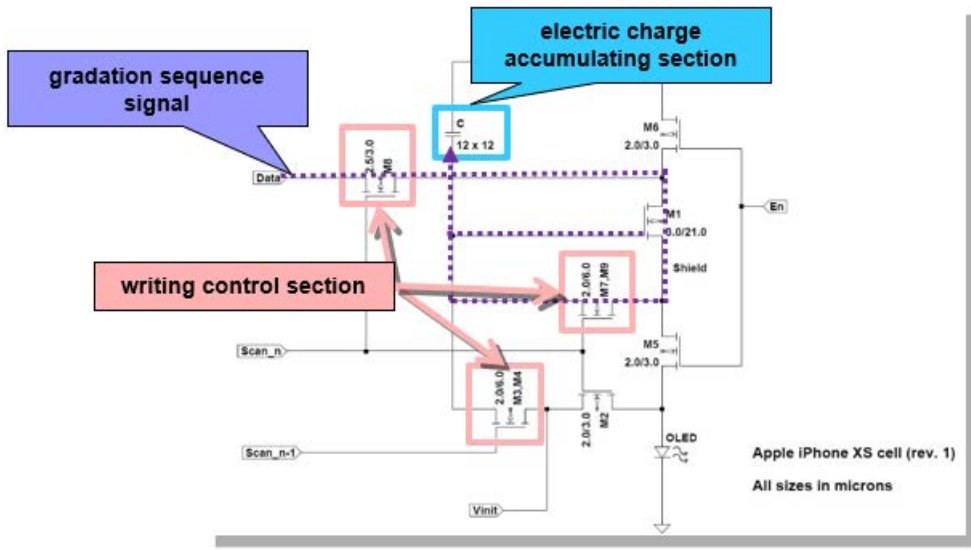 electric charge
accumulating section
gradation sequence
signal
C
12 x 12
M6
2.0/3.0
2.5/3.0
M8
Data
En
M1
Shield
2.0/6.0
M7,M9
writing control section
Scan_n
M5
2.0/3.0
2.0/6.0
M3,M4
2.0/3.0
M2
OLED
Scan_n-1
Apple iPhone XS cell (rev. 1)
All sizes in microns
Vinit